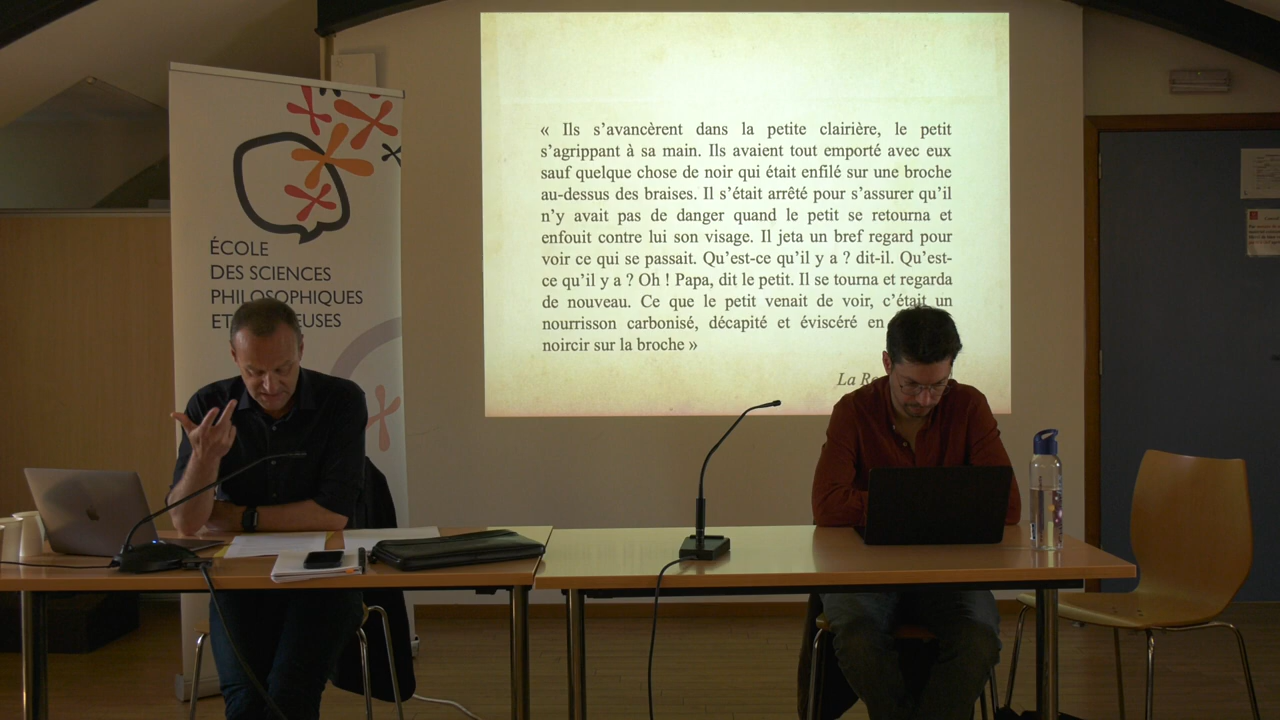 ÉCOLE
DES SCIENCES
PHILOSOPHIQUES
ET EUSES
« Ils s’avancèrent dans la petite clairière, le petit
s’agrippant à sa main. Ils avaient tout emporté avec eux
sauf quelque chose de noir qui était enfilé sur une broche
au-dessus des braises. Il s’était arrêté pour s’assurer qu’il
n’y avait pas de danger quand le petit se retourna et
enfouit contre lui son visage. Il jeta un bref regard pour
voir ce qui se passait. Qu’est-ce qu’il y a ? dit-il. Qu’est-
ce qu’il y a ? Oh ! Papa, dit le petit. Il se tourna et regarda
de nouveau. Ce que le petit venait de voir, c’était un
nourrisson carbonisé, décapité et éviscéré en
noircir sur la broche »
La